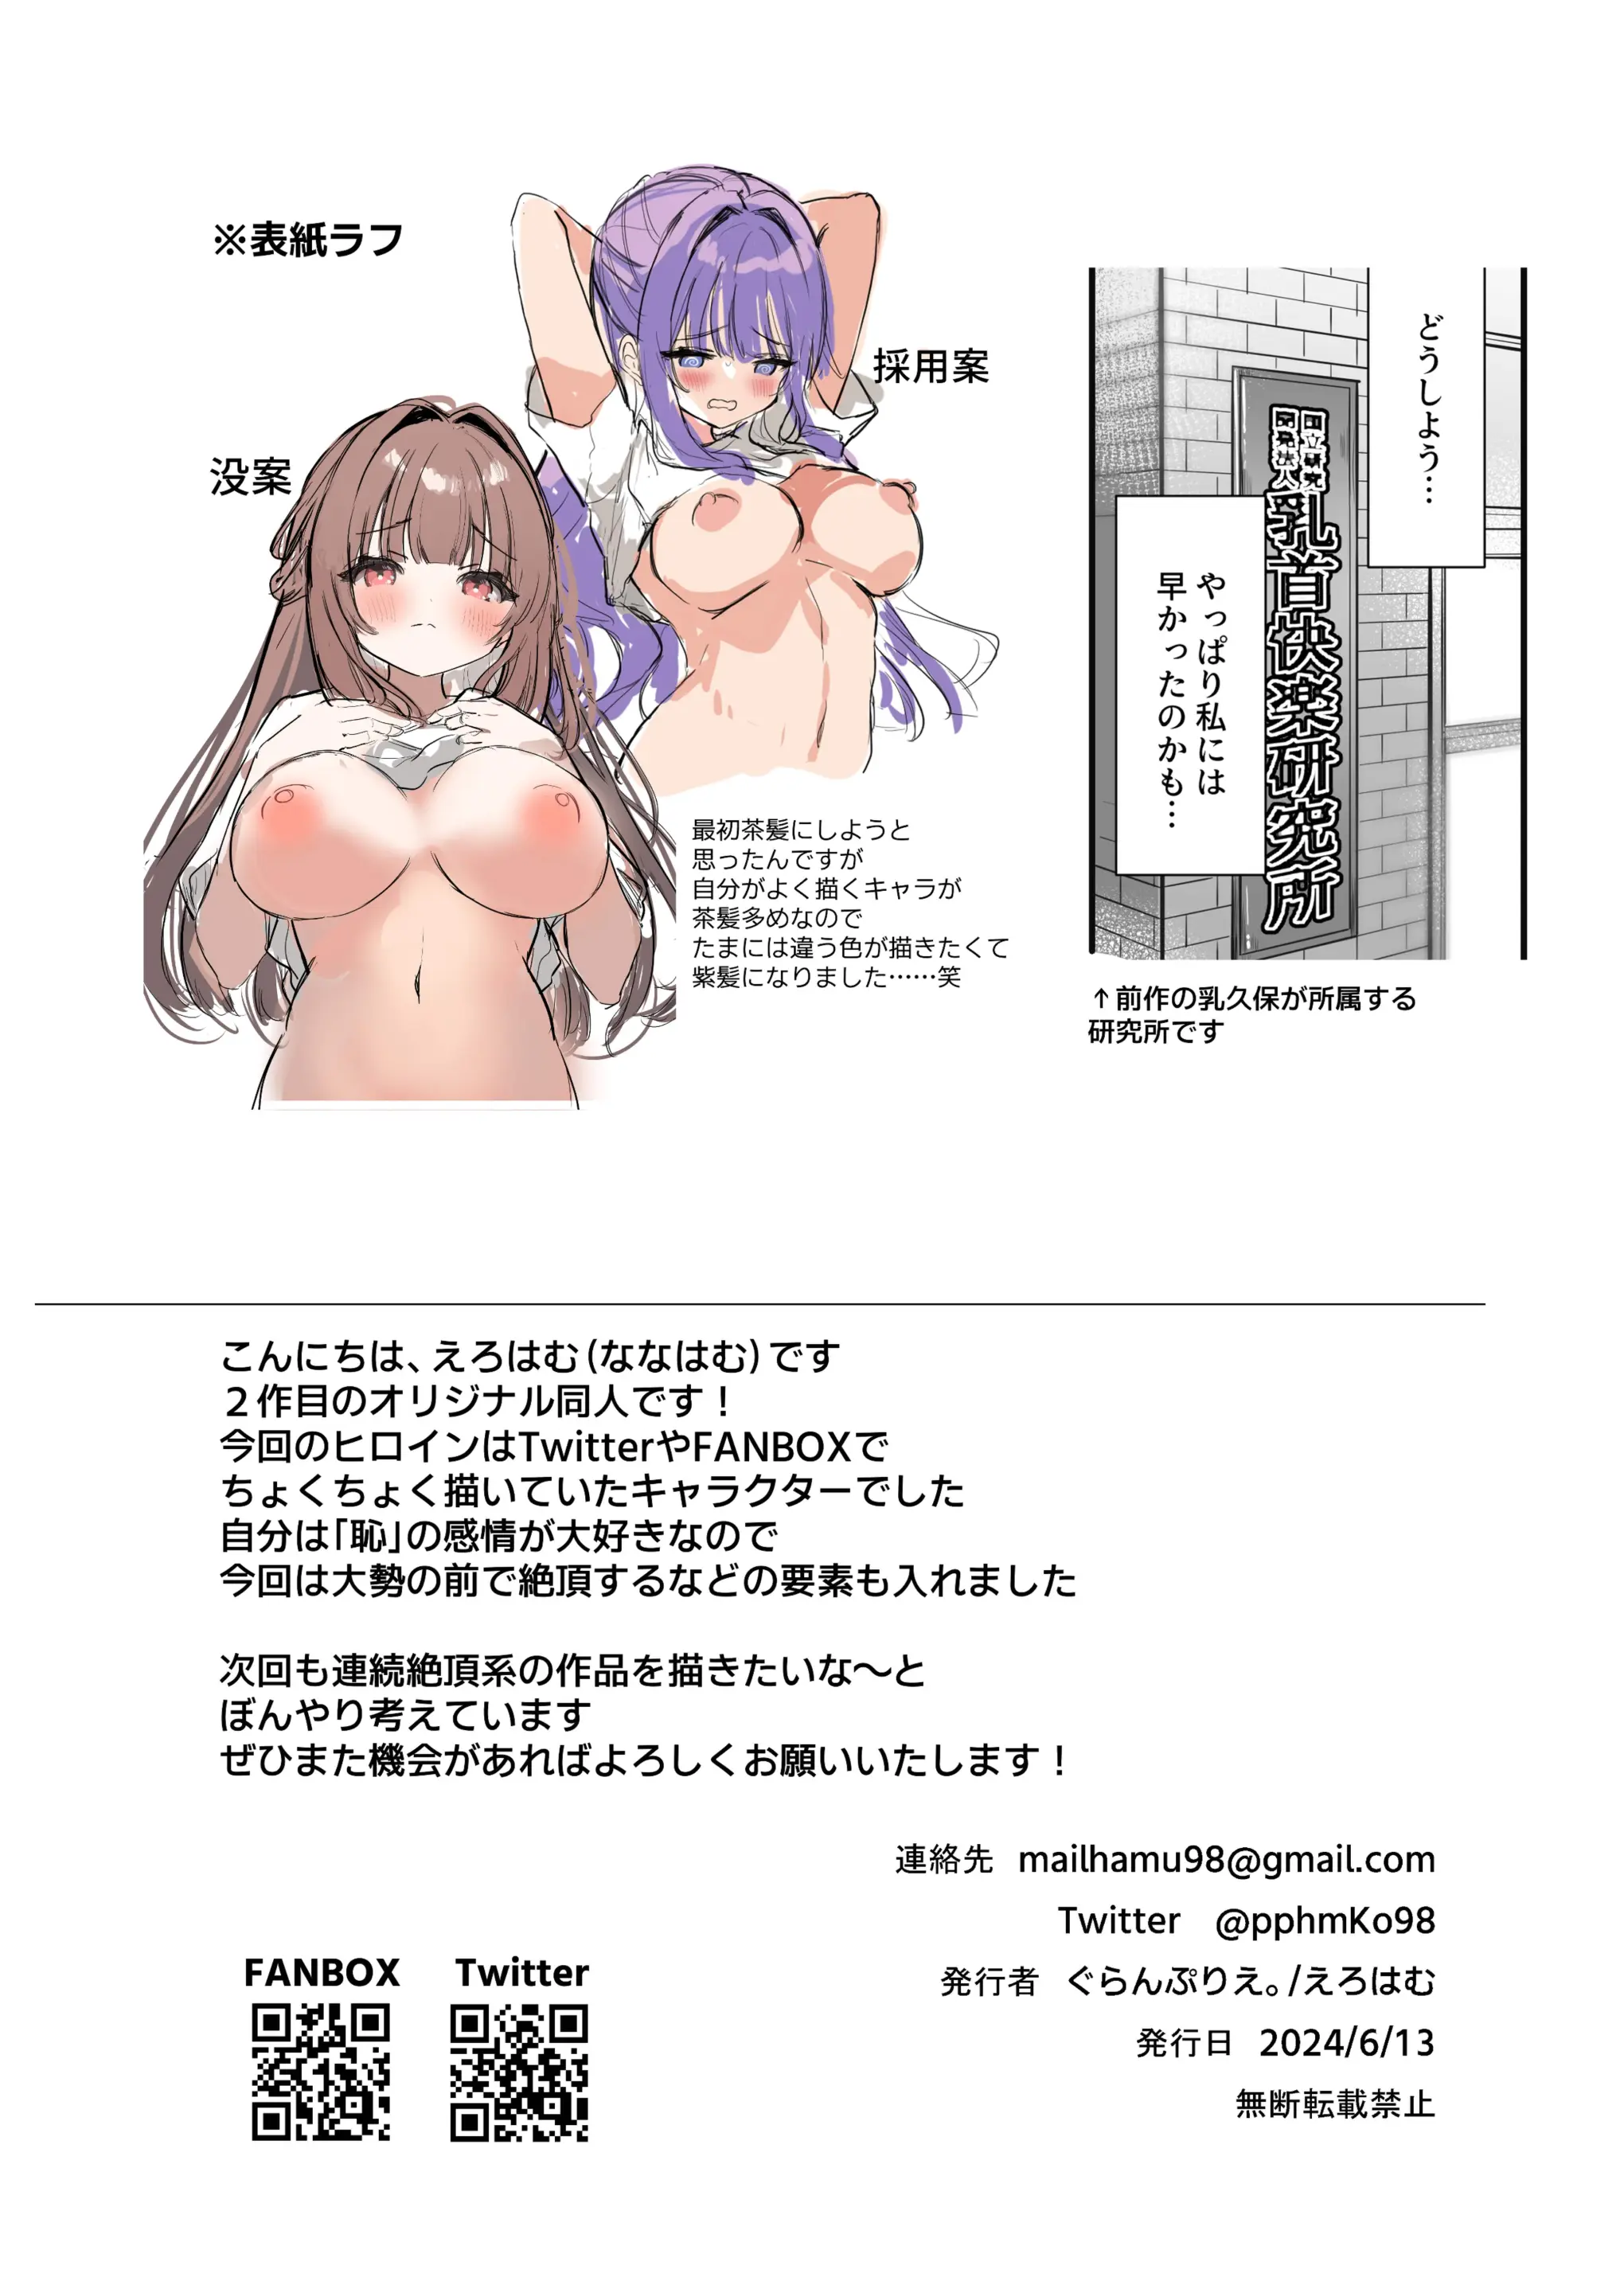 ※表紙ラフ
採用案
没案
最初茶髪にしようと
思ったんですが
自分がよく描くキャラが
茶髪多めなので
たまには違う色が描きたくて
紫髪になりました……笑
どうしよう…
国立研究
開発法人
乳首快楽研究所
やっぱり私には
早かったのかも…
↑前作の乳久保が所属する
研究所です
こんにちは、えろはむ(ななはむ)です
２作目のオリジナル同人です！
今回のヒロインはTwitterやFANBOXで
ちょくちょく描いていたキャラクターでした
自分は「恥」の感情が大好きなので
今回は大勢の前で絶頂するなどの要素も入れました
次回も連続絶頂系の作品を描きたいな〜と
ぼんやり考えています
ぜひまた機会があればよろしくお願いいたします！
連絡先 mailhamu98@gmail.com
Twitter @pphmKo98
発行者 ぐらんぷりえ。/えろはむ
発行日 2024/6/13
無断転載禁止
FANBOX
Twitter